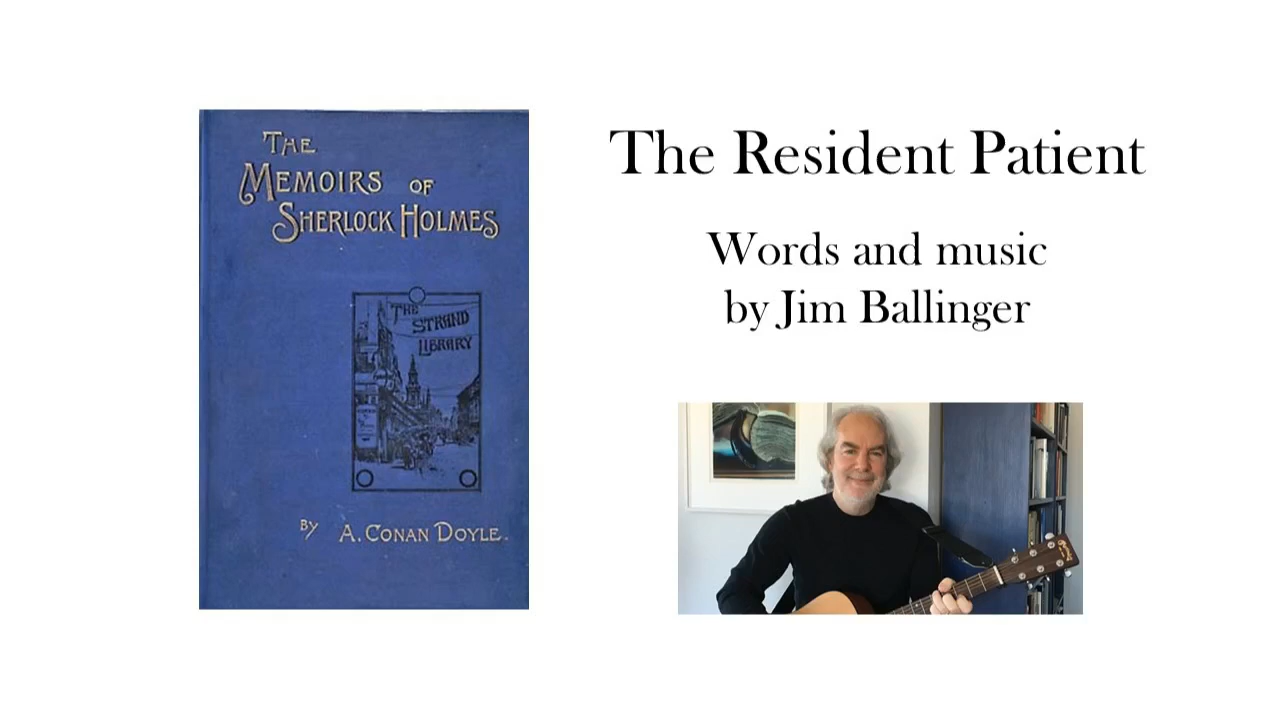 THE
MEMOIRS OF
SHERLOCK HOLMES
THE
STRAND
LIBRARY
BY A. CONAN DOYLE.
The Resident Patient
Words and music
by Jim Ballinger